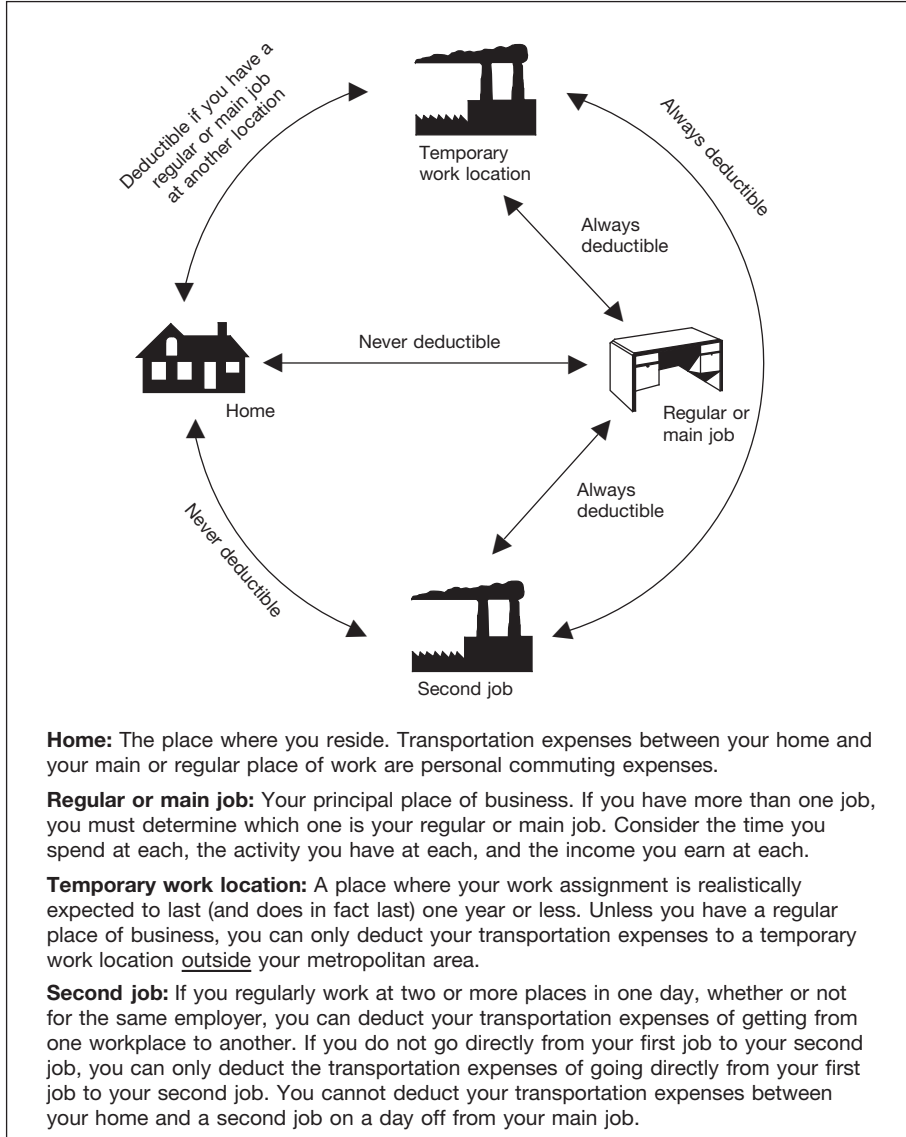 Deductible if you have a
regular or main job
at another location
Temporary
work location
Always deductible
Always
deductible
Never deductible
Home
Regular or
main job
Always
deductible
Never deductible
Second job
Home: The place where you reside. Transportation expenses between your home and
your main or regular place of work are personal commuting expenses.
Regular or main job: Your principal place of business. If you have more than one job,
you must determine which one is your regular or main job. Consider the time you
spend at each, the activity you have at each, and the income you earn at each.
Temporary work location: A place where your work assignment is realistically
expected to last (and does in fact last) one year or less. Unless you have a regular
place of business, you can only deduct your transportation expenses to a temporary
work location outside your metropolitan area.
Second job: If you regularly work at two or more places in one day, whether or not
for the same employer, you can deduct your transportation expenses of getting from
one workplace to another. If you do not go directly from your first job to your second
job, you can only deduct the transportation expenses of going directly from your first
job to your second job. You cannot deduct your transportation expenses between
your home and a second job on a day off from your main job.